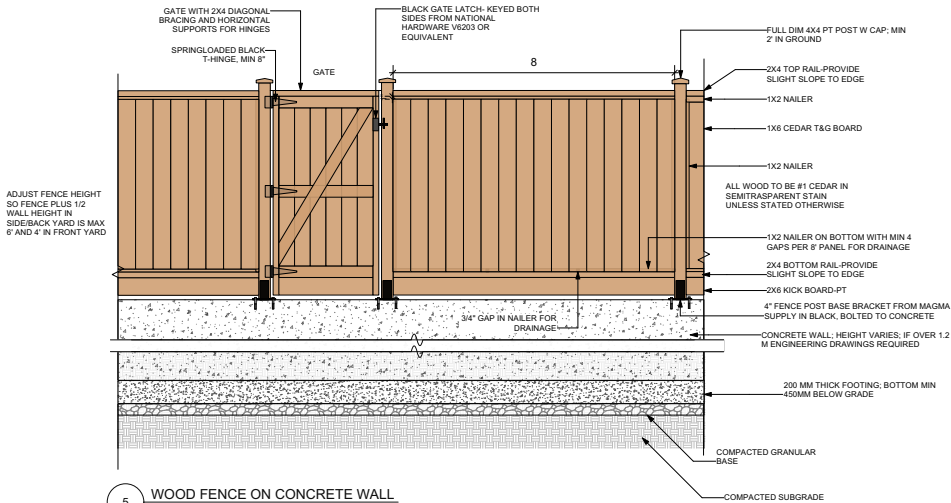 GATE WITH 2X4 DIAGONAL
BRACING AND HORIZONTAL
SUPPORTS FOR HINGES
BLACK GATE LATCH- KEYED BOTH
SIDES FROM NATIONAL
HARDWARE V6203 OR
EQUIVALENT
SPRINGLOADED BLACK
T-HINGE, MIN 8"
GATE
8
FULL DIM 4X4 PT POST W CAP; MIN
2' IN GROUND
2X4 TOP RAIL-PROVIDE
SLIGHT SLOPE TO EDGE
1X2 NAILER
1X6 CEDAR T&G BOARD
1X2 NAILER
ADJUST FENCE HEIGHT
SO FENCE PLUS 1/2
WALL HEIGHT IN
SIDE/BACK YARD IS MAX
6' AND 4' IN FRONT YARD
ALL WOOD TO BE #1 CEDAR IN
SEMITRASPARENT STAIN
UNLESS STATED OTHERWISE
1X2 NAILER ON BOTTOM WITH MIN 4
GAPS PER 8' PANEL FOR DRAINAGE
2X4 BOTTOM RAIL-PROVIDE
SLIGHT SLOPE TO EDGE
2X6 KICK BOARD-PT
4" FENCE POST BASE BRACKET FROM MAGMA
SUPPLY IN BLACK, BOLTED TO CONCRETE
3/4" GAP IN NAILER FOR
DRAINAGE
CONCRETE WALL; HEIGHT VARIES; IF OVER 1.2
M ENGINEERING DRAWINGS REQUIRED
200 MM THICK FOOTING; BOTTOM MIN
450MM BELOW GRADE
COMPACTED GRANULAR
BASE
COMPACTED SUBGRADE
5 WOOD FENCE ON CONCRETE WALL